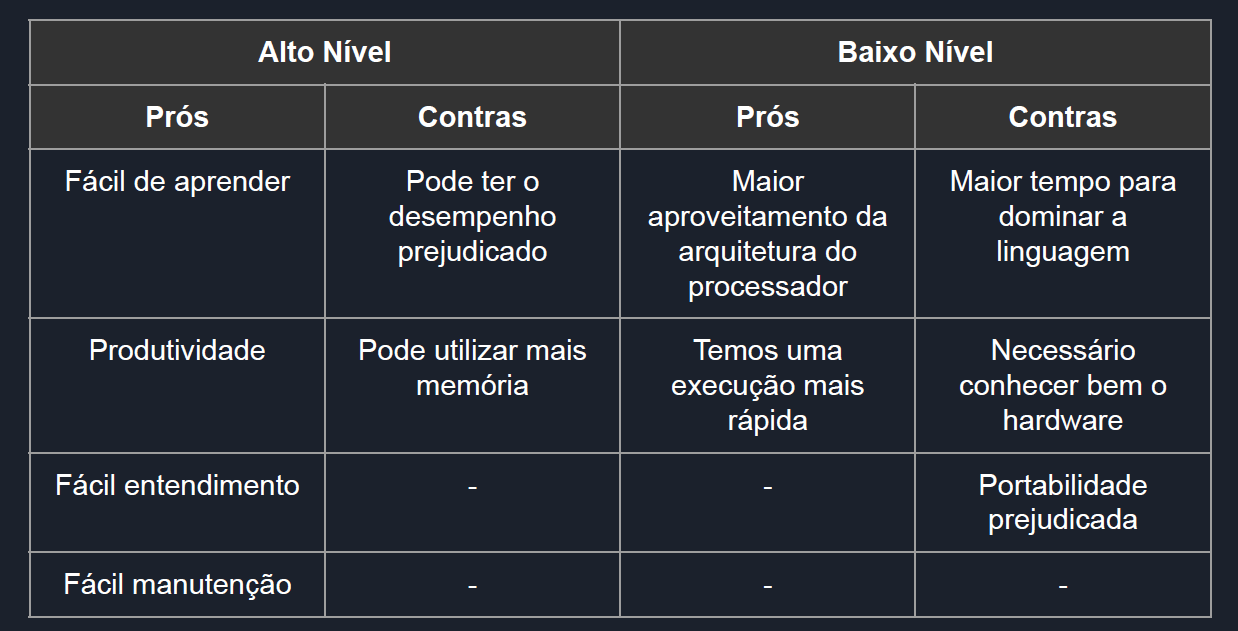 Alto Nível
Baixo Nível
Prós
Contras
Prós
Contras
Fácil de aprender
Pode ter o
desempenho
prejudicado
Maior
aproveitamento da
arquitetura do
processador
Maior tempo para
dominar a
linguagem
Produtividade
Pode utilizar mais
memória
Temos uma
execução mais
rápida
Necessário
conhecer bem o
hardware
Fácil entendimento
-
-
Portabilidade
prejudicada
Fácil manutenção
-
-
-